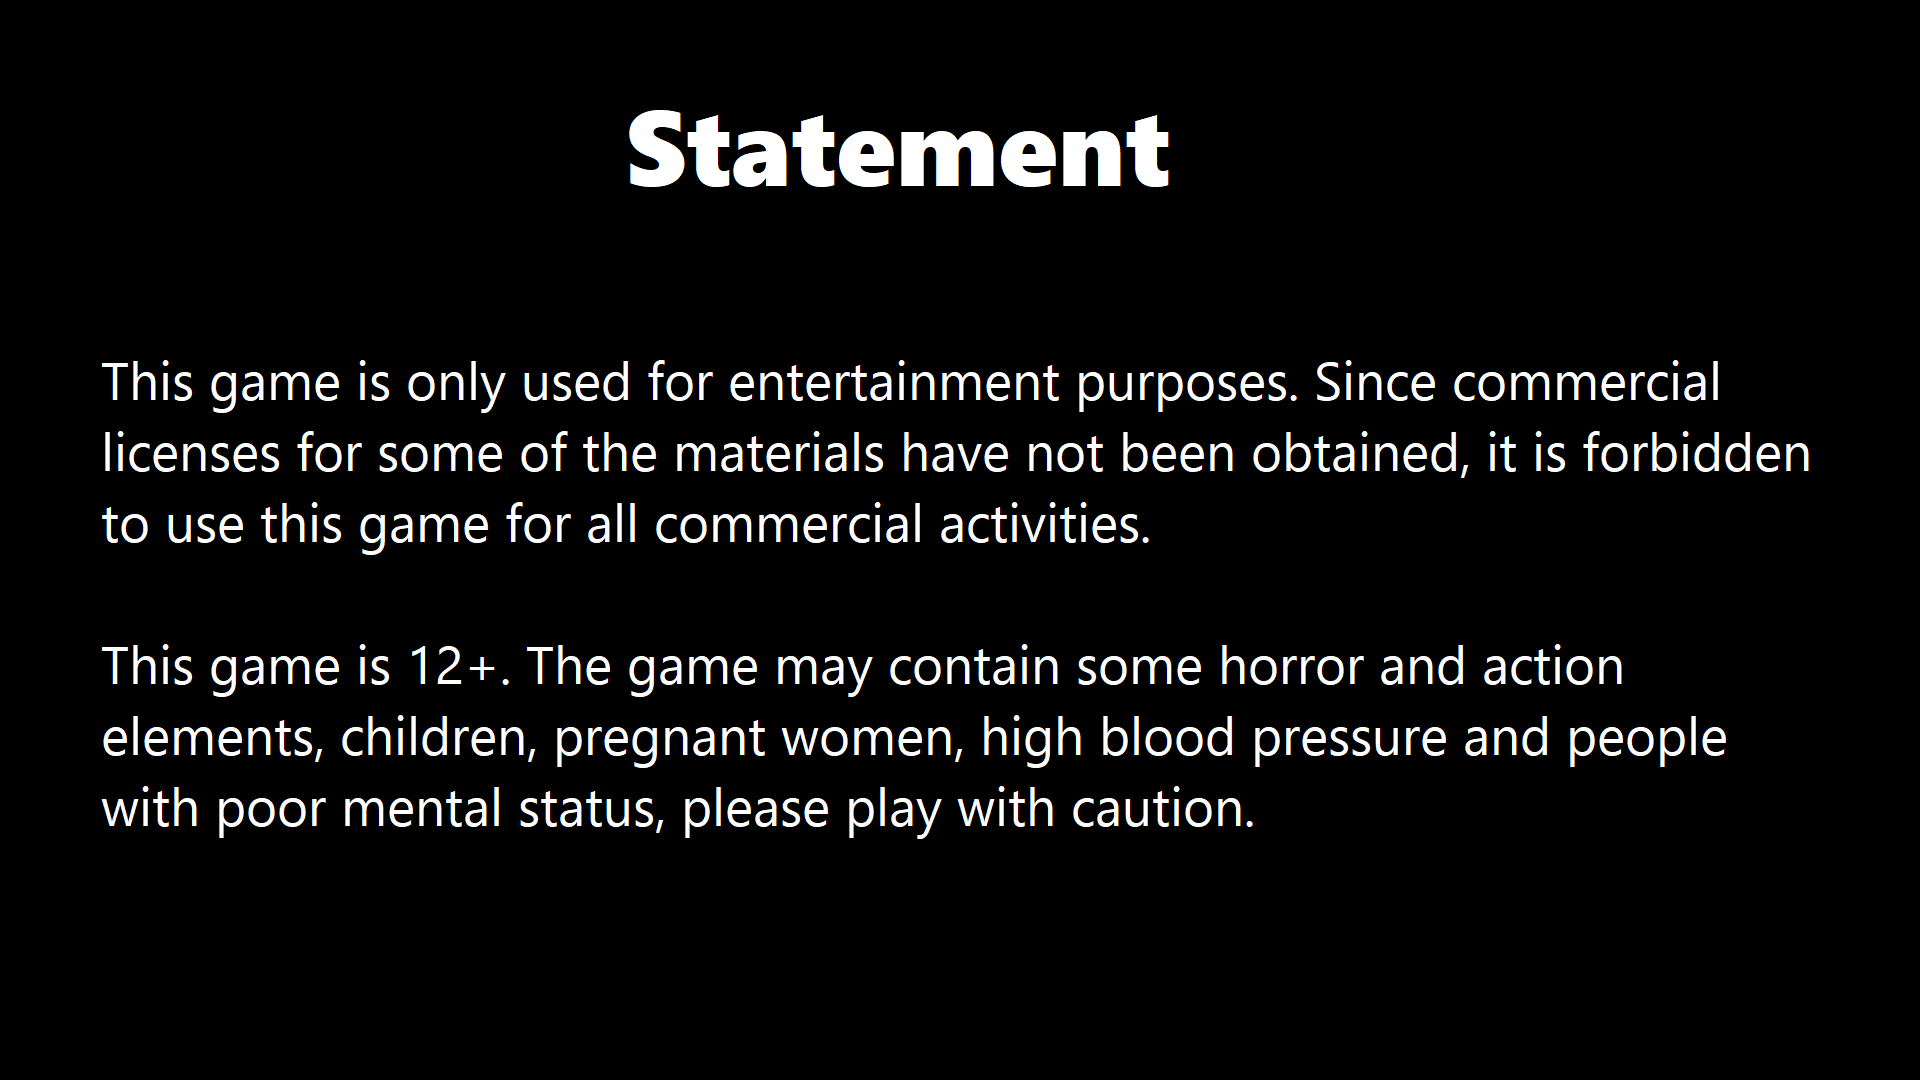 Statement
This game is only used for entertainment purposes. Since commercial
licenses for some of the materials have not been obtained, it is forbidden
to use this game for all commercial activities.
This game is 12+. The game may contain some horror and action
elements, children, pregnant women, high blood pressure and people
with poor mental status, please play with caution.